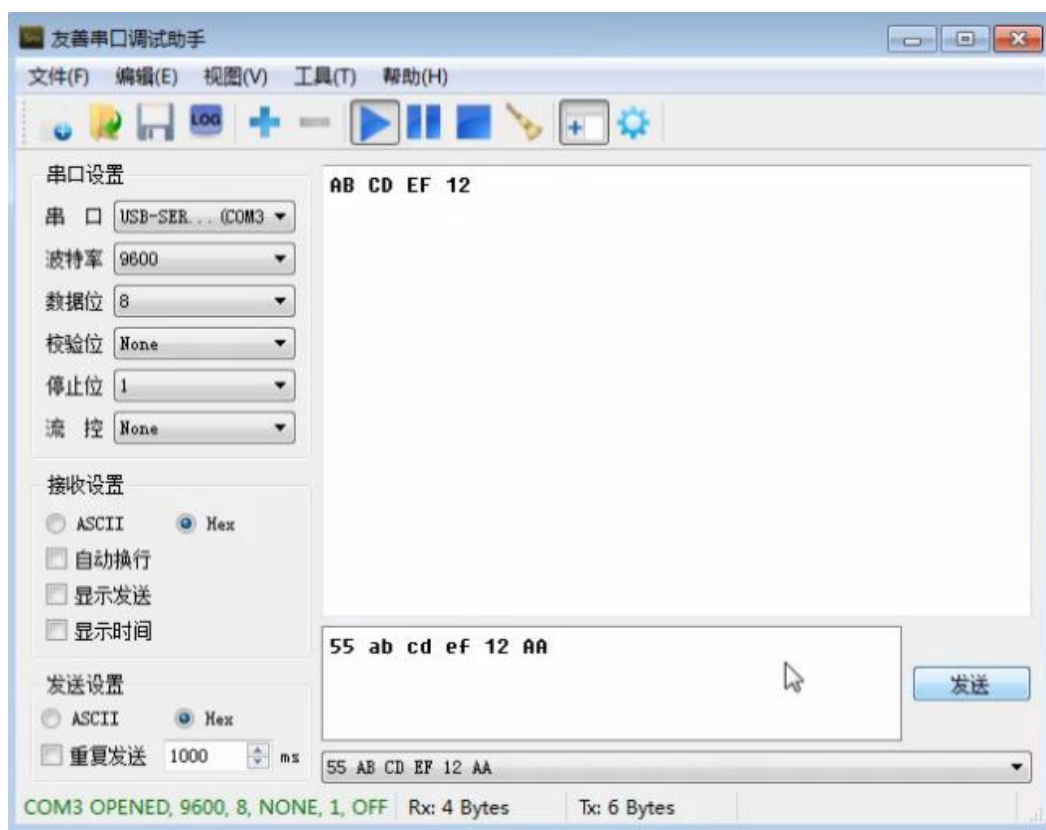 友善串口调试助手
文件(F) 编辑(E) 视图(V) 工具(T) 帮助(H)
LOG
串口设置
串 口 USB-SER... (COM3
波特率 9600
数据位 8
校验位 None
停止位 1
流 控 None
接收设置
ASCII Hex
自动换行
显示发送
显示时间
发送设置
ASCII Hex
重复发送 1000 ms
AB CD EF 12
55 ab cd ef 12 AA
发送
55 AB CD EF 12 AA
COM3 OPENED, 9600, 8, NONE, 1, OFF Rx: 4 Bytes Tx: 6 Bytes